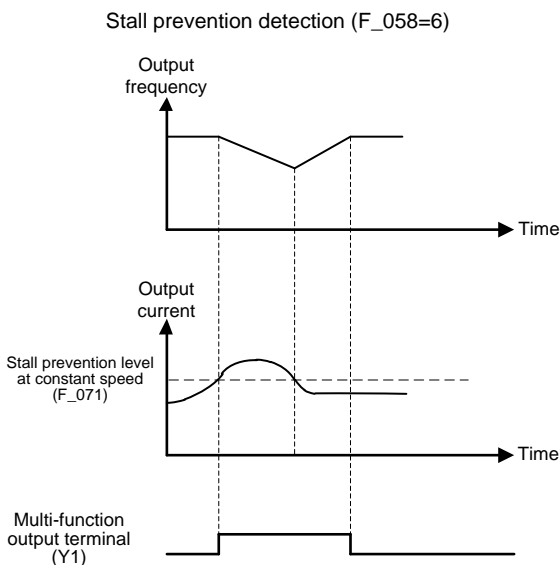 Stall prevention detection (F_058=6)
Output
frequency
Time
Output
current
Stall prevention level
at constant speed
(F_071)
Time
Multi-function
output terminal
(Y1)